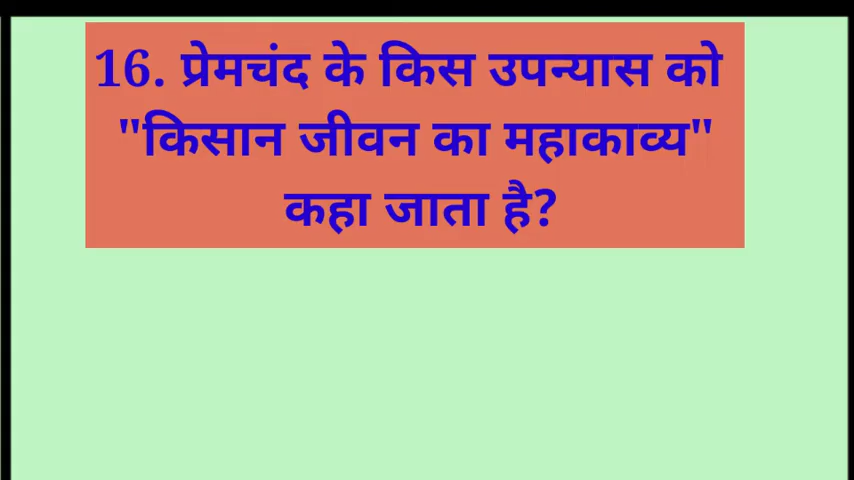 16. प्रेमचंद के किस उपन्यास को
"किसान जीवन का महाकाव्य"
कहा जाता है?